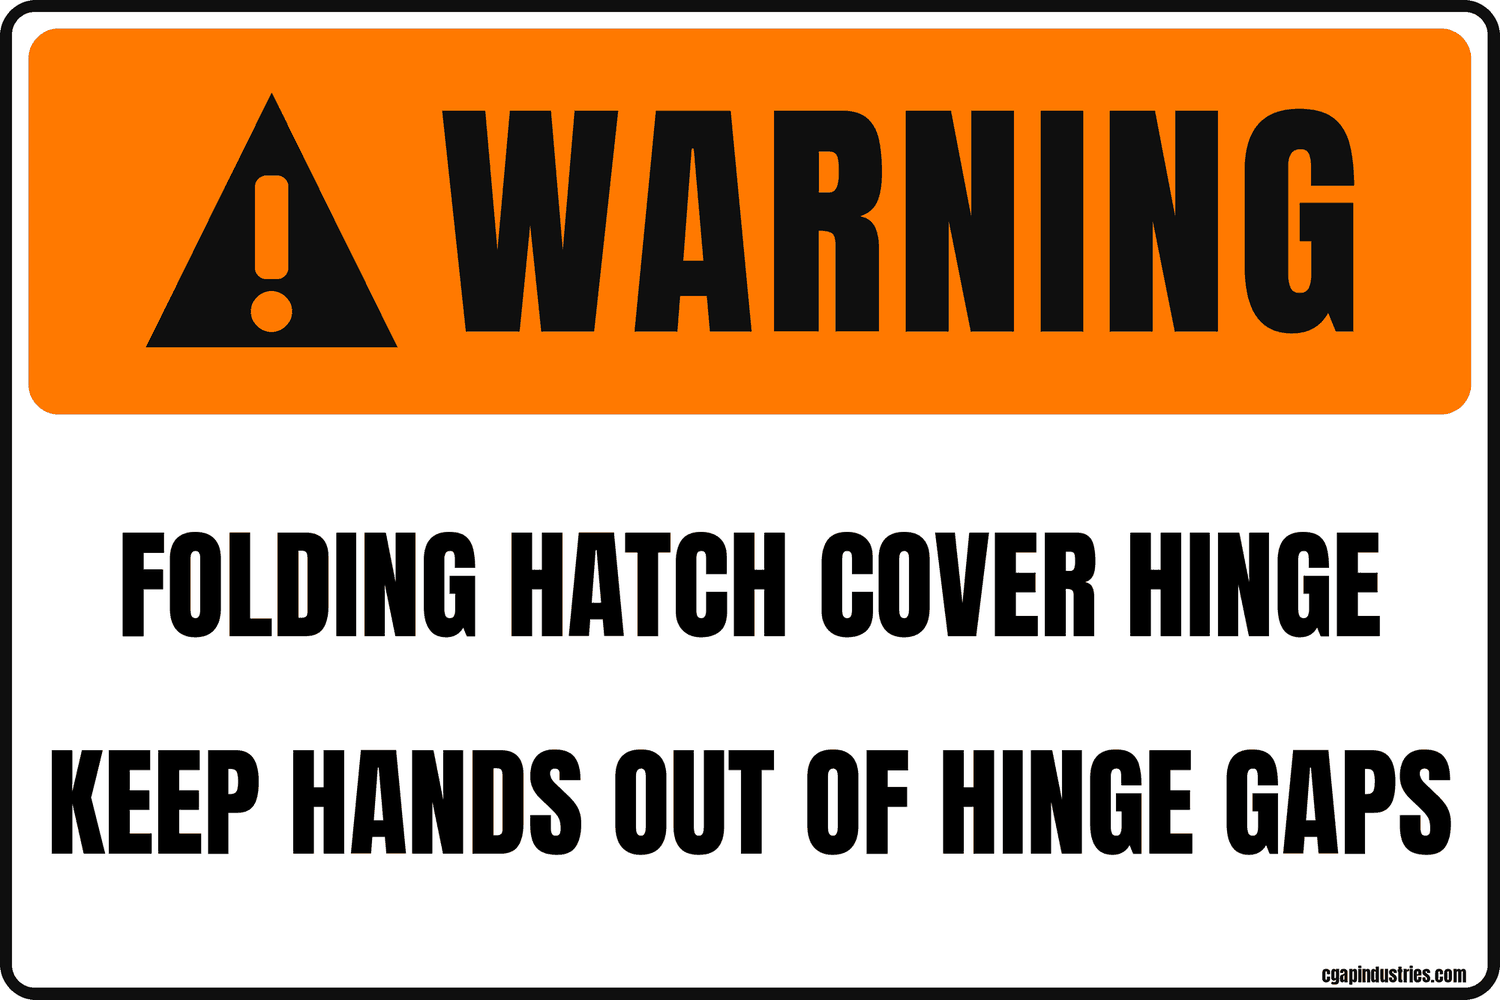 WARNING
FOLDING HATCH COVER HINGE
KEEP HANDS OUT OF HINGE GAPS
cgapindustries.com